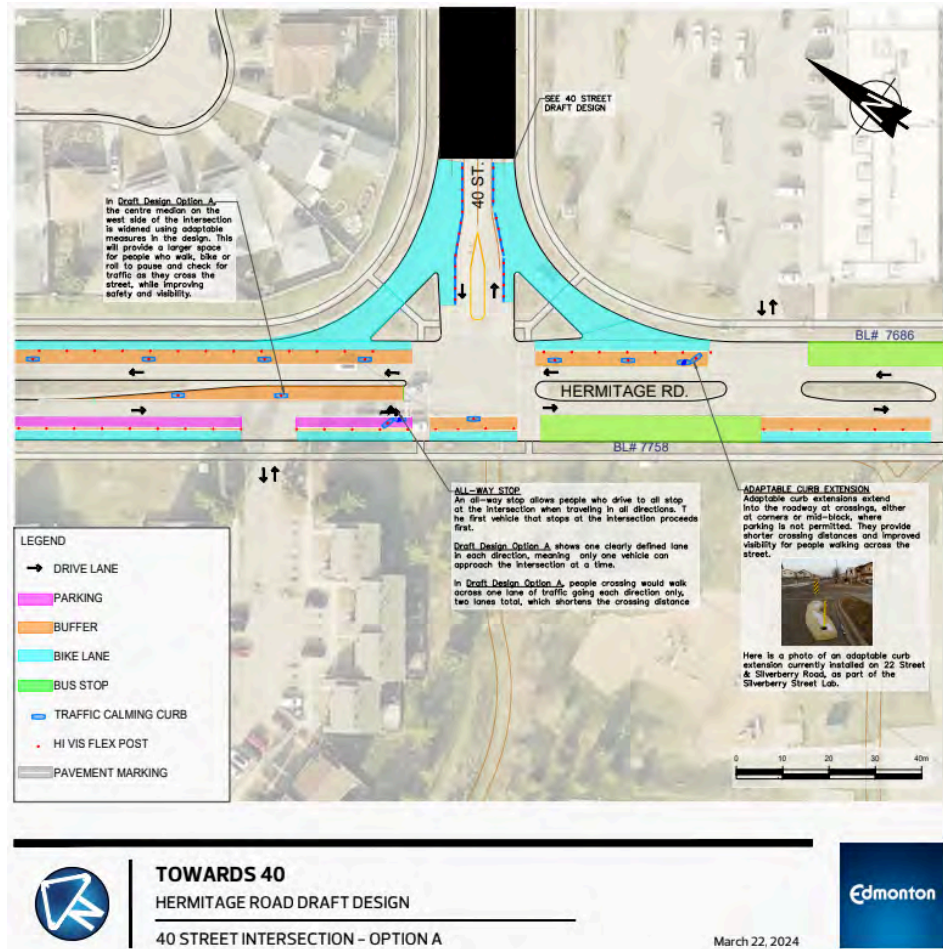 SEE 40 STREET
DRAFT DESIGN
N
40 ST.
In Draft Design Option A,
the centre median on the
west side of the intersection
is widened using adaptable
measures in the design. This
will provide a larger space
for people who walk, bike or
roll to pause and check for
traffic as they cross the
street, while improving
safety and visibility.
BL# 7686
HERMITAGE RD.
BL# 7758
ALL-WAY STOP
An all-way stop allows people who drive to all stop
at the intersection when traveling in all directions. T
he first vehicle that stops at the intersection proceeds
first.
Draft Design Option A shows one clearly defined lane
in each direction, meaning only one vehicle can
approach the intersection at a time.
In Draft Design Option A, people crossing would walk
across one lane of traffic going each direction only,
two lanes total, which shortens the crossing distance
ADAPTABLE CURB EXTENSION
Adaptable curb extensions extend
into the roadway at crossings, either
at corners or mid-block, where
parking is not permitted. They provide
shorter crossing distances and improved
visibility for people walking across the
street.
Here is a photo of an adaptable curb
extension currently installed on 22 Street
& Silverberry Road, as part of the
Silverberry Street Lab.
LEGEND
DRIVE LANE
PARKING
BUFFER
BIKE LANE
BUS STOP
TRAFFIC CALMING CURB
HI VIS FLEX POST
PAVEMENT MARKING
0 10 20 30 40m
TOWARDS 40
HERMITAGE ROAD DRAFT DESIGN
40 STREET INTERSECTION - OPTION A
March 22, 2024
Edmonton